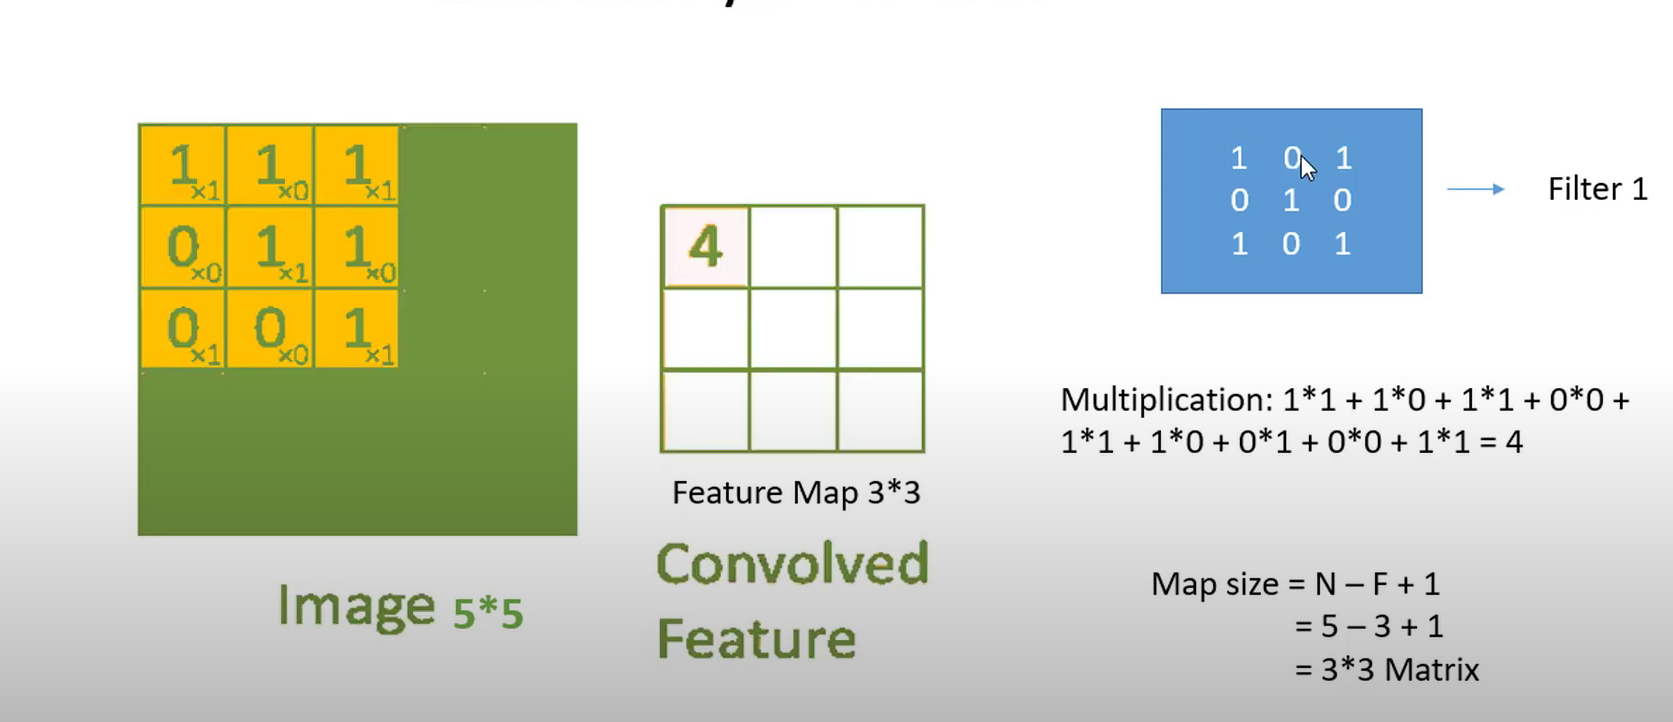 1×1 1×0 1×1
0×0 1×1 1×0
0×1 0×0 1×1
Image 5*5
4
Feature Map 3*3
Convolved
Feature
1 0 1
0 1 0
1 0 1
Filter 1
Multiplication: 1*1 + 1*0 + 1*1 + 0*0 +
1*1 + 1*0 + 0*1 + 0*0 + 1*1 = 4
Map size = N – F + 1
= 5 – 3 + 1
= 3*3 Matrix